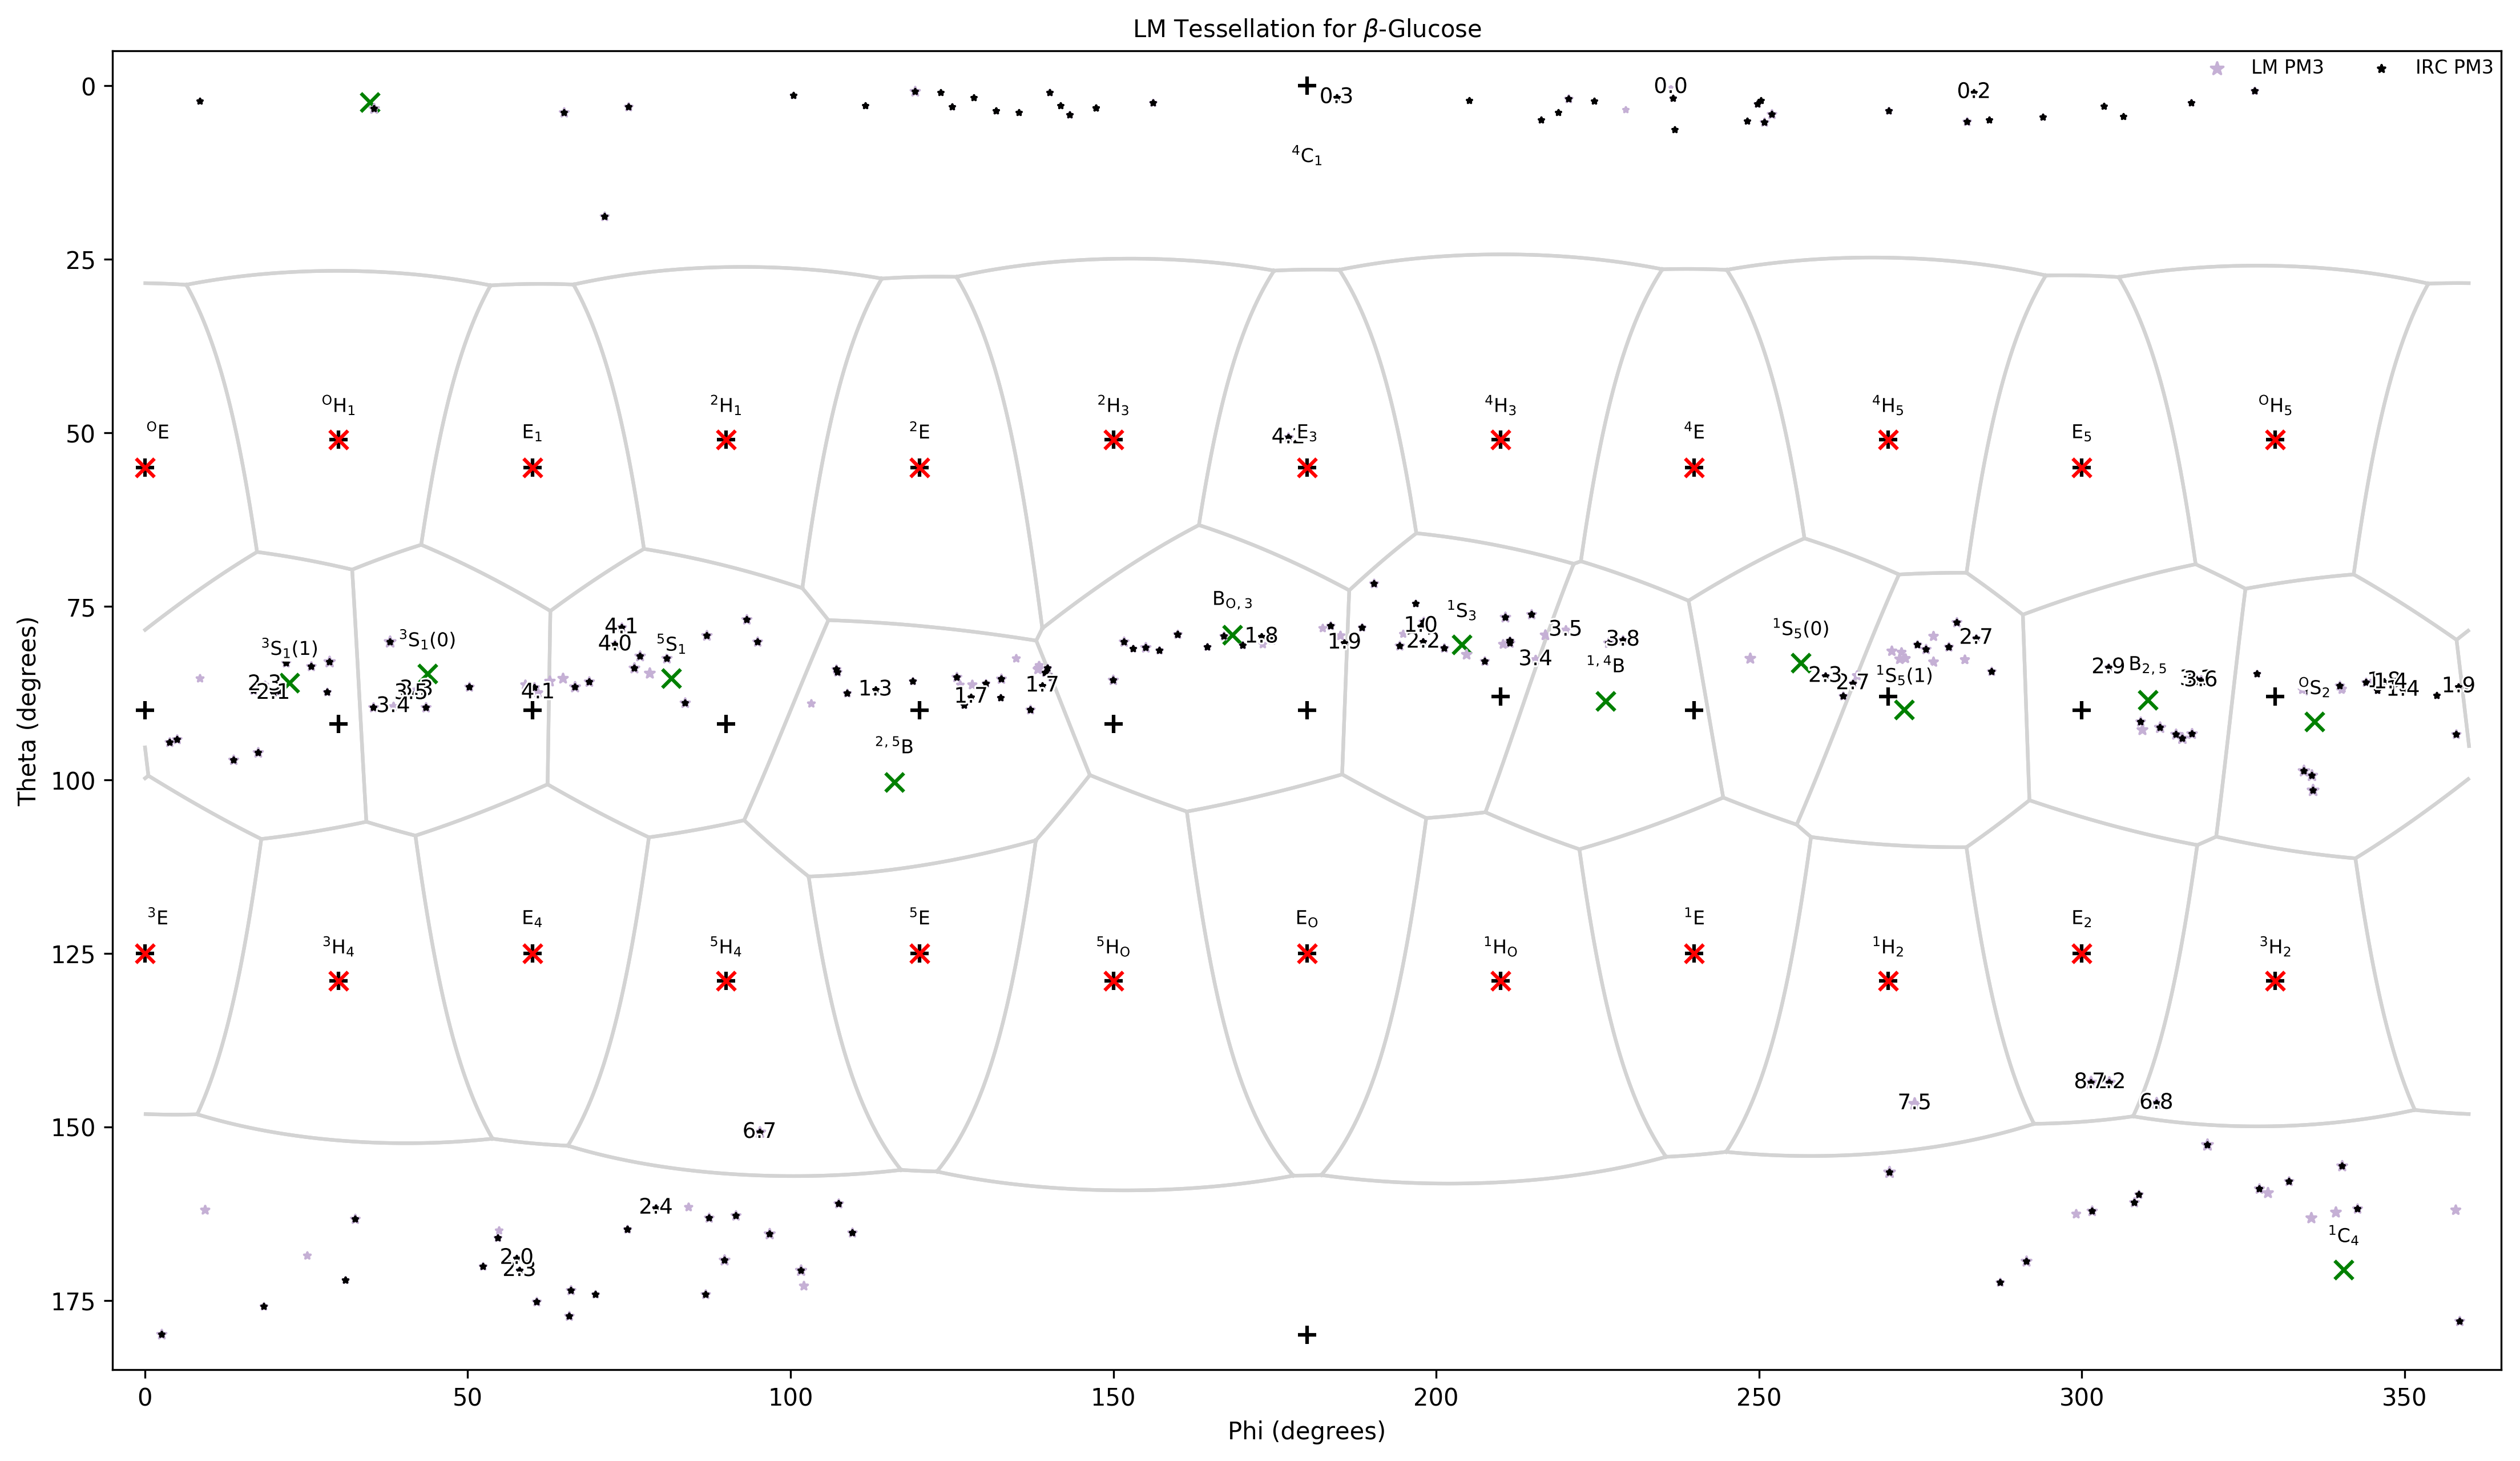 LM Tessellation for β-Glucose
LM PM3
IRC PM3
0.3
0.0
0.2
⁴C₁
ᴼE
ᴼH₁
E₁
²H₁
²E
²H₃
E₃
⁴H₃
⁴E
⁴H₅
E₅
ᴼH₅
³S₁(1)
2.3
2.1
³S₁(0)
3.5
3.4
4.1
4.1
4.0
⁵S₁
1.3
1.7
1.7
²,⁵B
B_O,3
1.8
1.9
1.0
2.2
¹S₃
3.5
3.4
3.8
¹,⁴B
¹S₅(0)
2.3
2.7
¹S₅(1)
2.7
2.9
B₂,₅
3.6
ᴼS₂
1.4
1.9
³E
³H₄
E₄
⁵H₄
⁵E
⁵H_O
E_O
¹H_O
¹E
¹H₂
E₂
³H₂
6.7
7.5
6.8
2.4
2.0
2.3
¹C₄
0
25
50
75
100
125
150
175
Theta (degrees)
0
50
100
150
200
250
300
350
Phi (degrees)